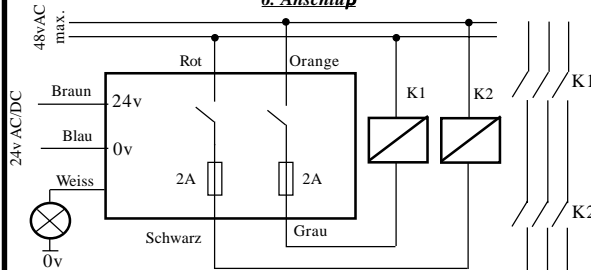 6. Anschluß
48vAC max.
Rot
Orange
K1
K2
K1
24v AC/DC
Braun
24v
Blau
0v
Weiss
2A
2A
K2
Schwarz
Grau
0v